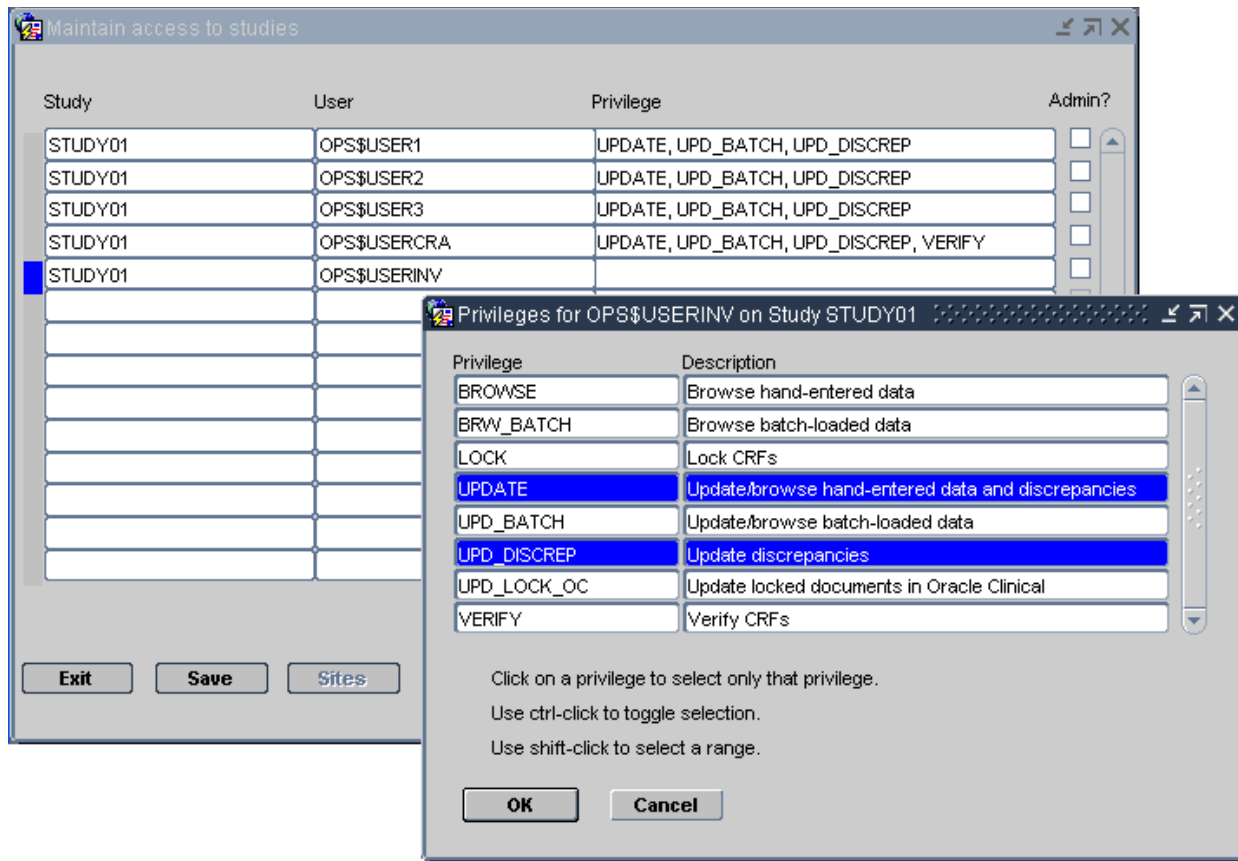 Maintain access to studies
Study User Privilege Admin?
STUDY01 OPS$USER1 UPDATE, UPD_BATCH, UPD_DISCREP
STUDY01 OPS$USER2 UPDATE, UPD_BATCH, UPD_DISCREP
STUDY01 OPS$USER3 UPDATE, UPD_BATCH, UPD_DISCREP
STUDY01 OPS$USERCRA UPDATE, UPD_BATCH, UPD_DISCREP, VERIFY
STUDY01 OPS$USERINV
Exit Save Sites
Privileges for OPS$USERINV on Study STUDY01
Privilege Description
BROWSE Browse hand-entered data
BRW_BATCH Browse batch-loaded data
LOCK Lock CRFs
UPDATE Update/browse hand-entered data and discrepancies
UPD_BATCH Update/browse batch-loaded data
UPD_DISCREP Update discrepancies
UPD_LOCK_OC Update locked documents in Oracle Clinical
VERIFY Verify CRFs
Click on a privilege to select only that privilege.
Use ctrl-click to toggle selection.
Use shift-click to select a range.
OK Cancel